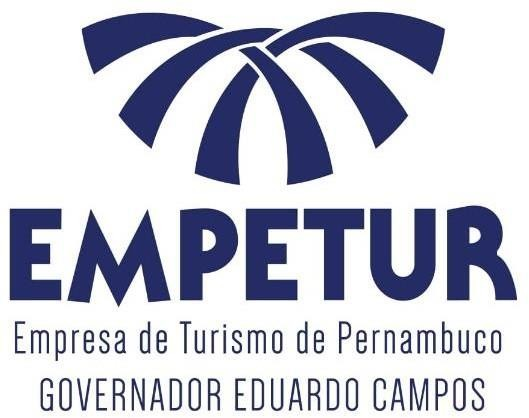 EMPETUR
Empresa de Turismo de Pernambuco
GOVERNADOR EDUARDO CAMPOS